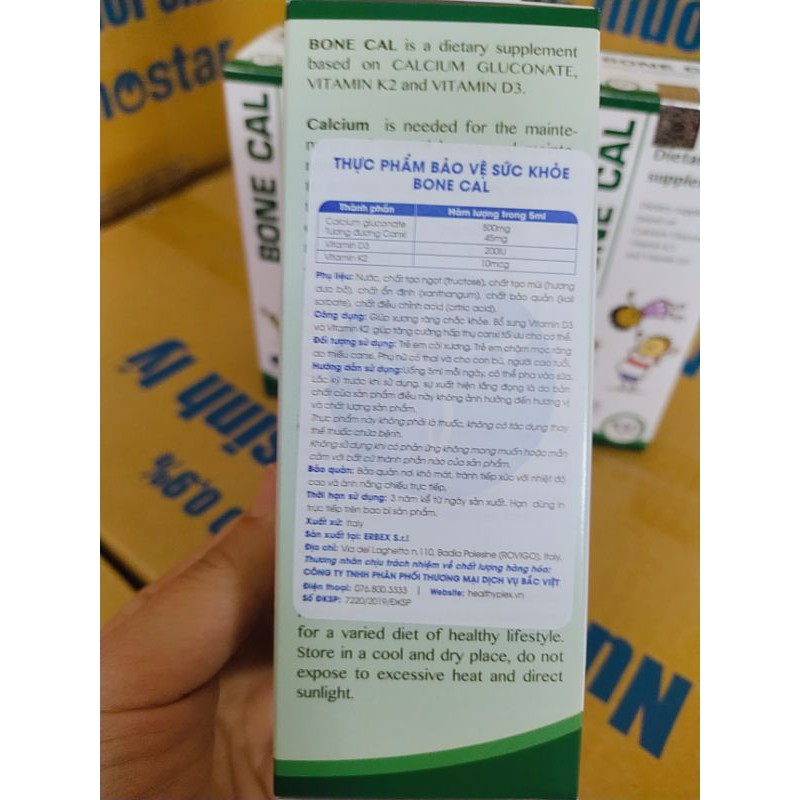 BONE CAL is a dietary supplement
based on CALCIUM GLUCONATE,
VITAMIN K2 and VITAMIN D3.
Calcium is needed for the mainte-
THỰC PHẨM BẢO VỆ SỨC KHỎE
BONE CAL
Thành phần Hàm lượng trong 5ml
Calcium gluconate 500mg
Tương đương Canxi 45mg
Vitamin D3 200IU
Vitamin K2 10mcg
Phụ liệu: Nước, chất tạo ngọt (fructose), chất tạo mùi (hương
dưa bở), chất ổn định (xanthangum), chất bảo quản (kali
sorbate), chất điều chỉnh acid (citric acid).
Công dụng: Giúp xương răng chắc khỏe. Bổ sung Vitamin D3
và Vitamin K2 giúp tăng cường hấp thu canxi tối ưu cho cơ thể.
Đối tượng sử dụng: Trẻ em còi xương. Trẻ em chậm mọc răng
do thiếu canxi. Phụ nữ có thai và cho con bú, người cao tuổi.
Hướng dẫn sử dụng: Uống 5ml mỗi ngày, có thể pha vào sữa.
Lắc kỹ trước khi sử dụng, sự xuất hiện lắng đọng là do bản
chất của sản phẩm điều này không ảnh hưởng đến hương vị
và chất lượng sản phẩm.
Thực phẩm này không phải là thuốc, không có tác dụng thay
thế thuốc chữa bệnh.
Không sử dụng khi có phản ứng không mong muốn hoặc mẫn
cảm với bất cứ thành phần nào của sản phẩm.
Bảo quản: Bảo quản nơi khô mát, tránh tiếp xúc với nhiệt độ
cao và ánh nắng chiếu trực tiếp.
Thời hạn sử dụng: 3 năm kể từ ngày sản xuất. Hạn dùng in
trực tiếp trên bao bì sản phẩm.
Xuất xứ: Italy
Sản xuất tại: ERBEX S.r.l
Địa chỉ: Via del Laghetto n.110, Badia Polesine (ROVIGO), Italy.
Thương nhân chịu trách nhiệm về chất lượng hàng hóa:
CÔNG TY TNHH PHÂN PHỐI THƯƠNG MẠI DỊCH VỤ BẮC VIỆT
Điện thoại: 076.800.3333 | Website: healthyplex.vn
Số ĐKSP: 7220/2019/ĐKSP
for a varied diet of healthy lifestyle.
Store in a cool and dry place, do not
expose to excessive heat and direct
sunlight.
BONE CAL
BONE CAL
Dietary
supplement
nostar
sinh lý
0,9%